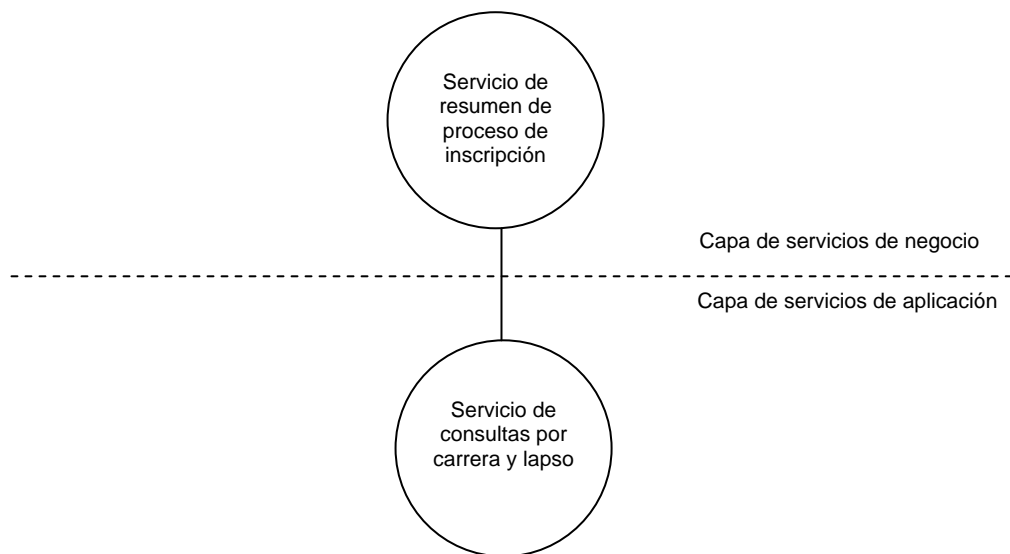 Servicio de
resumen de
proceso de
inscripción
Capa de servicios de negocio
Capa de servicios de aplicación
Servicio de
consultas por
carrera y lapso